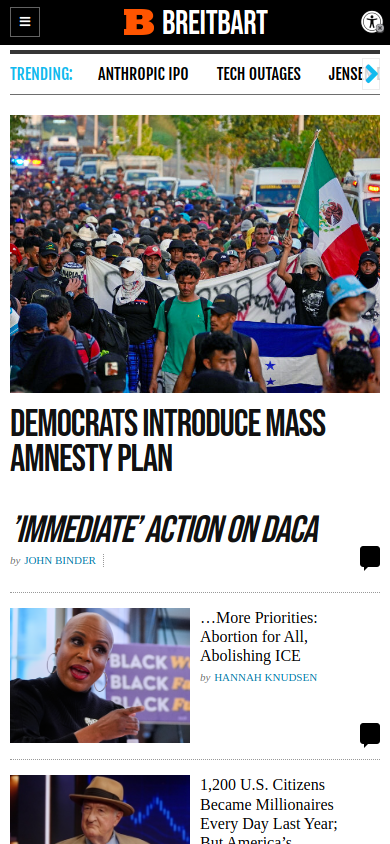 B BREITBART
TRENDING:
ANTHROPIC IPO
TECH OUTAGES
JENSE
DEMOCRATS INTRODUCE MASS
AMNESTY PLAN
'IMMEDIATE' ACTION ON DACA
by JOHN BINDER
…More Priorities:
Abortion for All,
Abolishing ICE
by HANNAH KNUDSEN
BLACK
BLACK
BLACK
1,200 U.S. Citizens
Became Millionaires
Every Day Last Year;
But America's